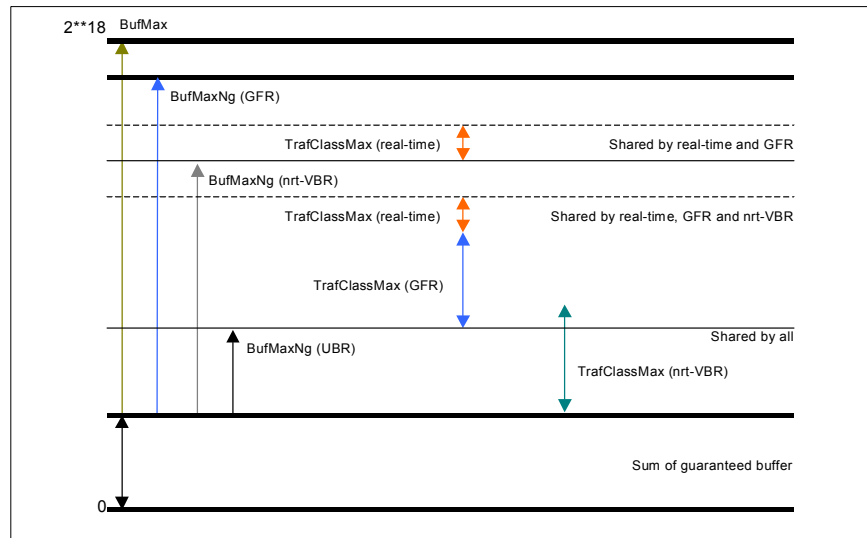 2**18
BufMax
BufMaxNg (GFR)
TrafClassMax (real-time)
Shared by real-time and GFR
BufMaxNg (nrt-VBR)
TrafClassMax (real-time)
Shared by real-time, GFR and nrt-VBR
TrafClassMax (GFR)
Shared by all
BufMaxNg (UBR)
TrafClassMax (nrt-VBR)
Sum of guaranteed buffer
0